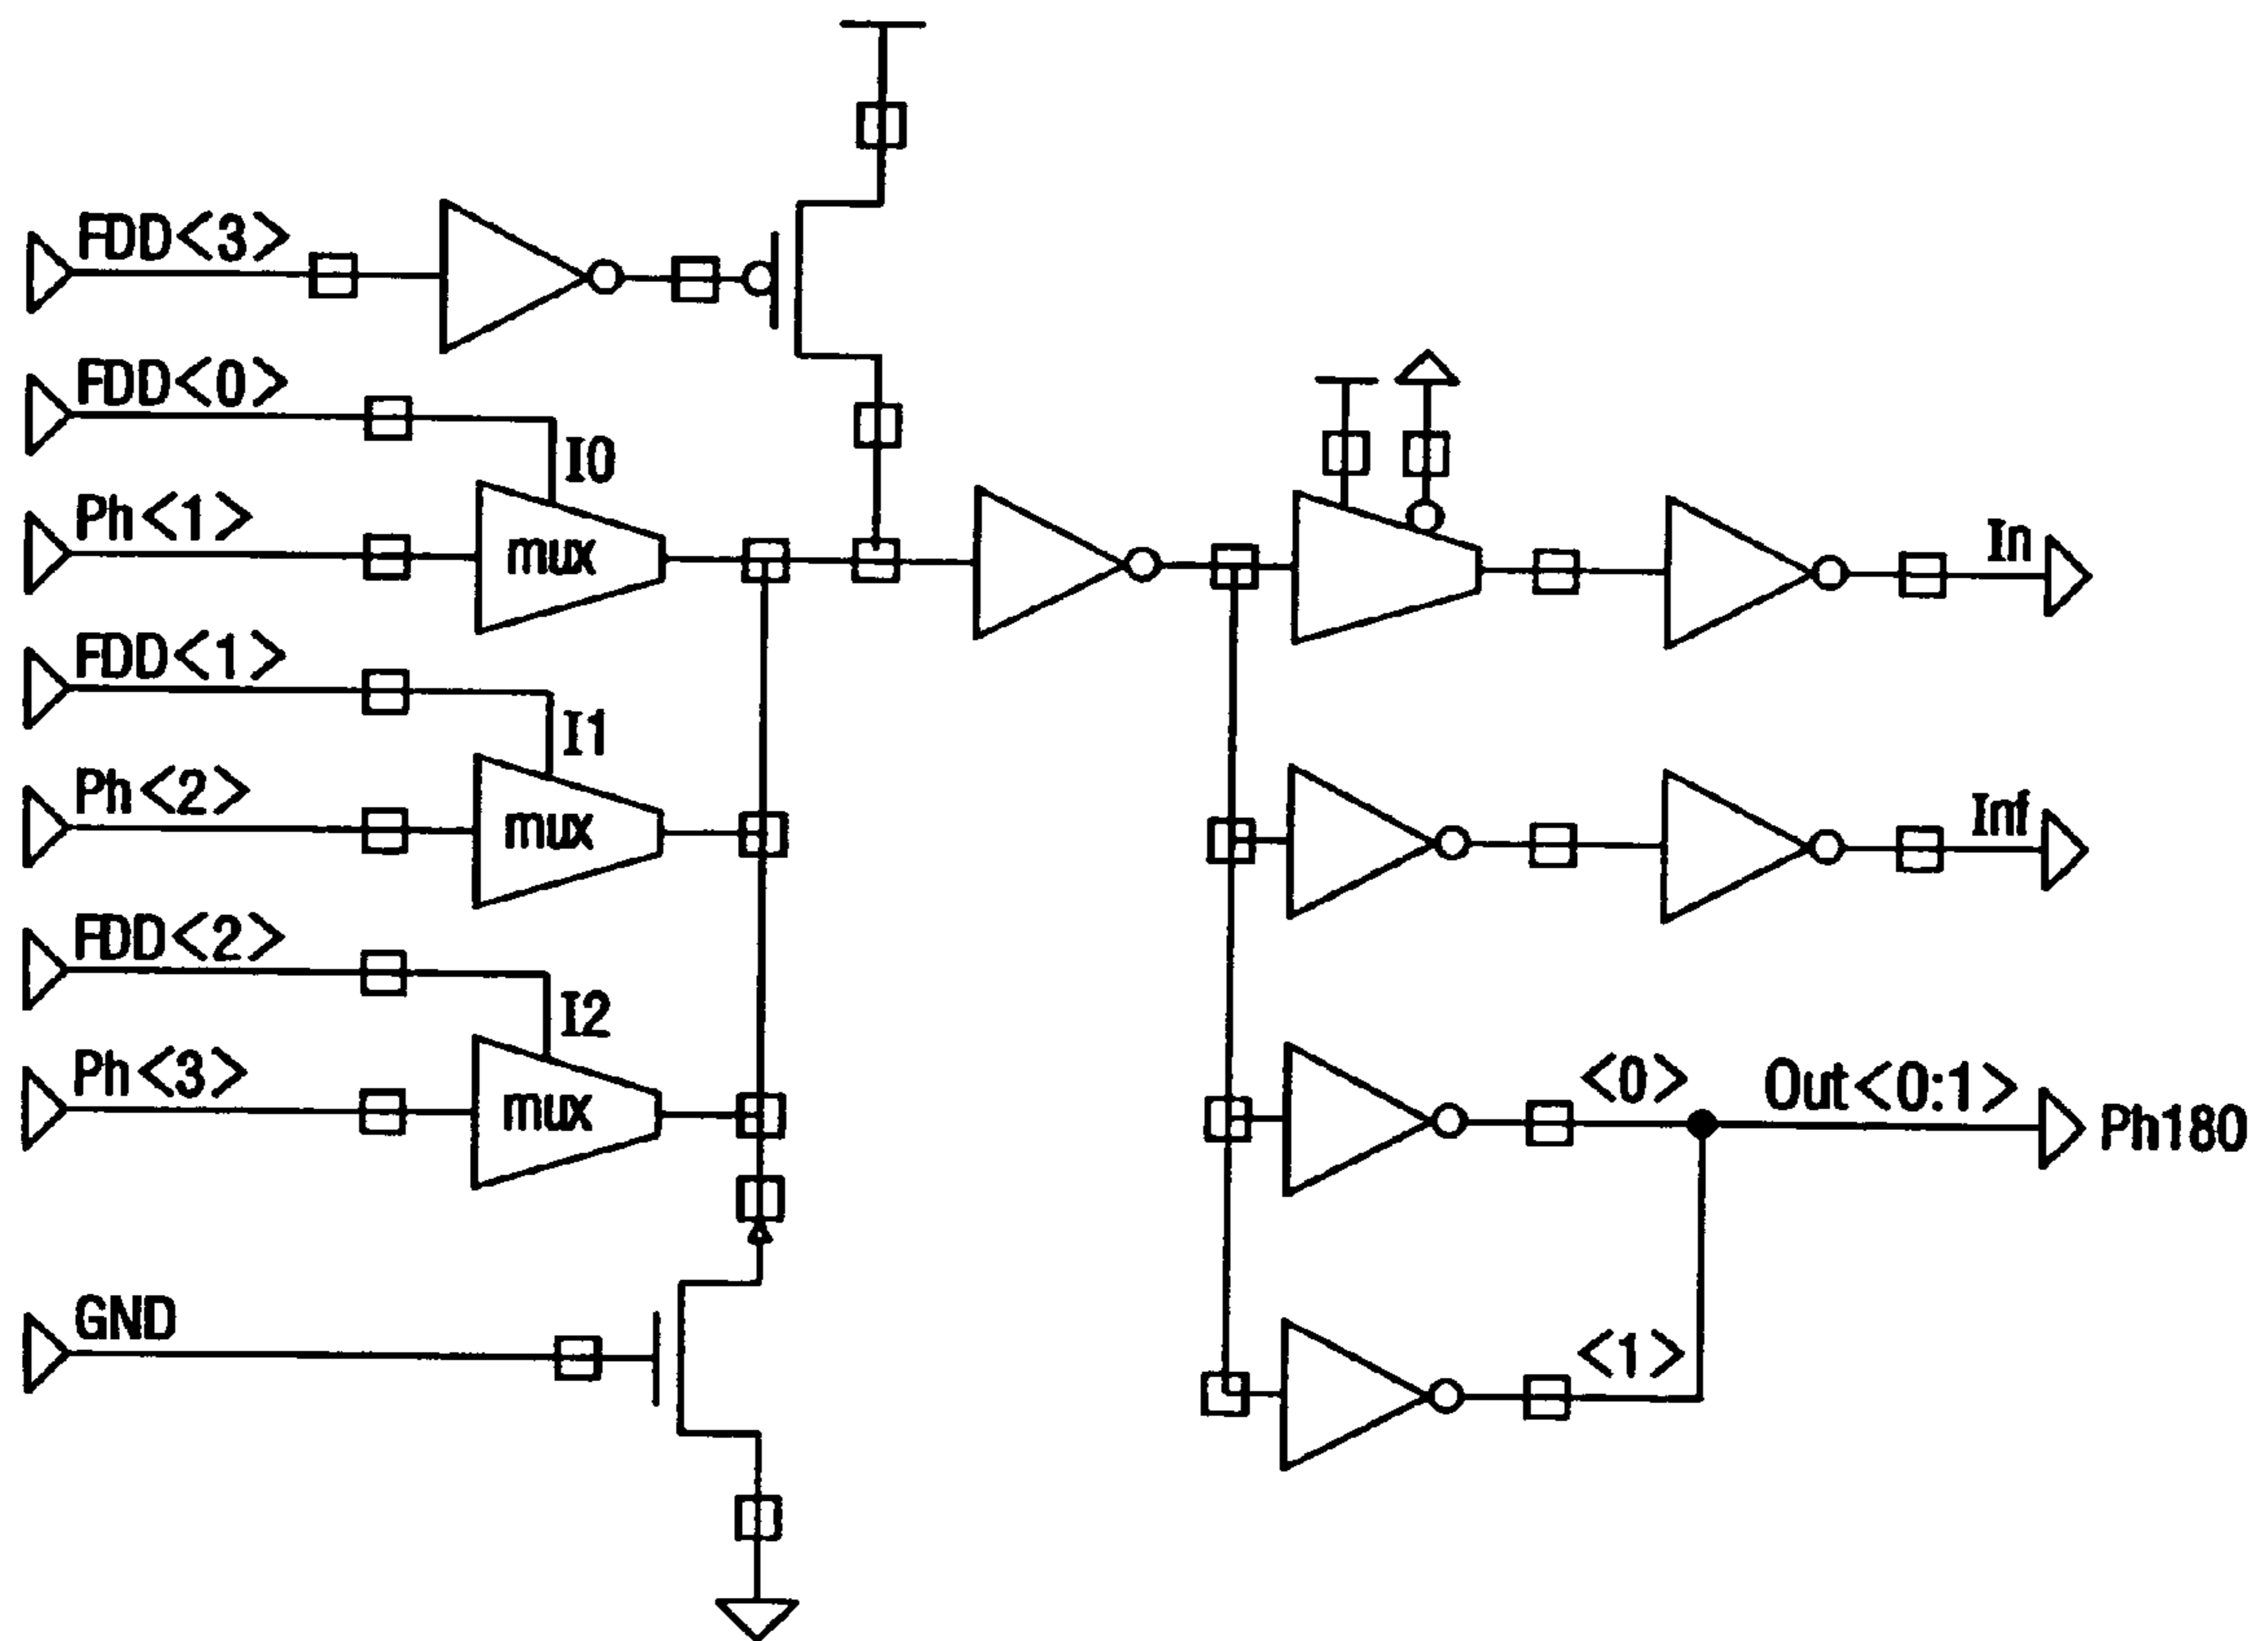 FDD<3>
FDD<0>
I0
Ph<1>
mux
In
FDD<1>
I1
Ph<2>
mux
FDD<2>
I2
Ph<3>
mux
<0>
Out<0:1>
Ph180
GND
<1>